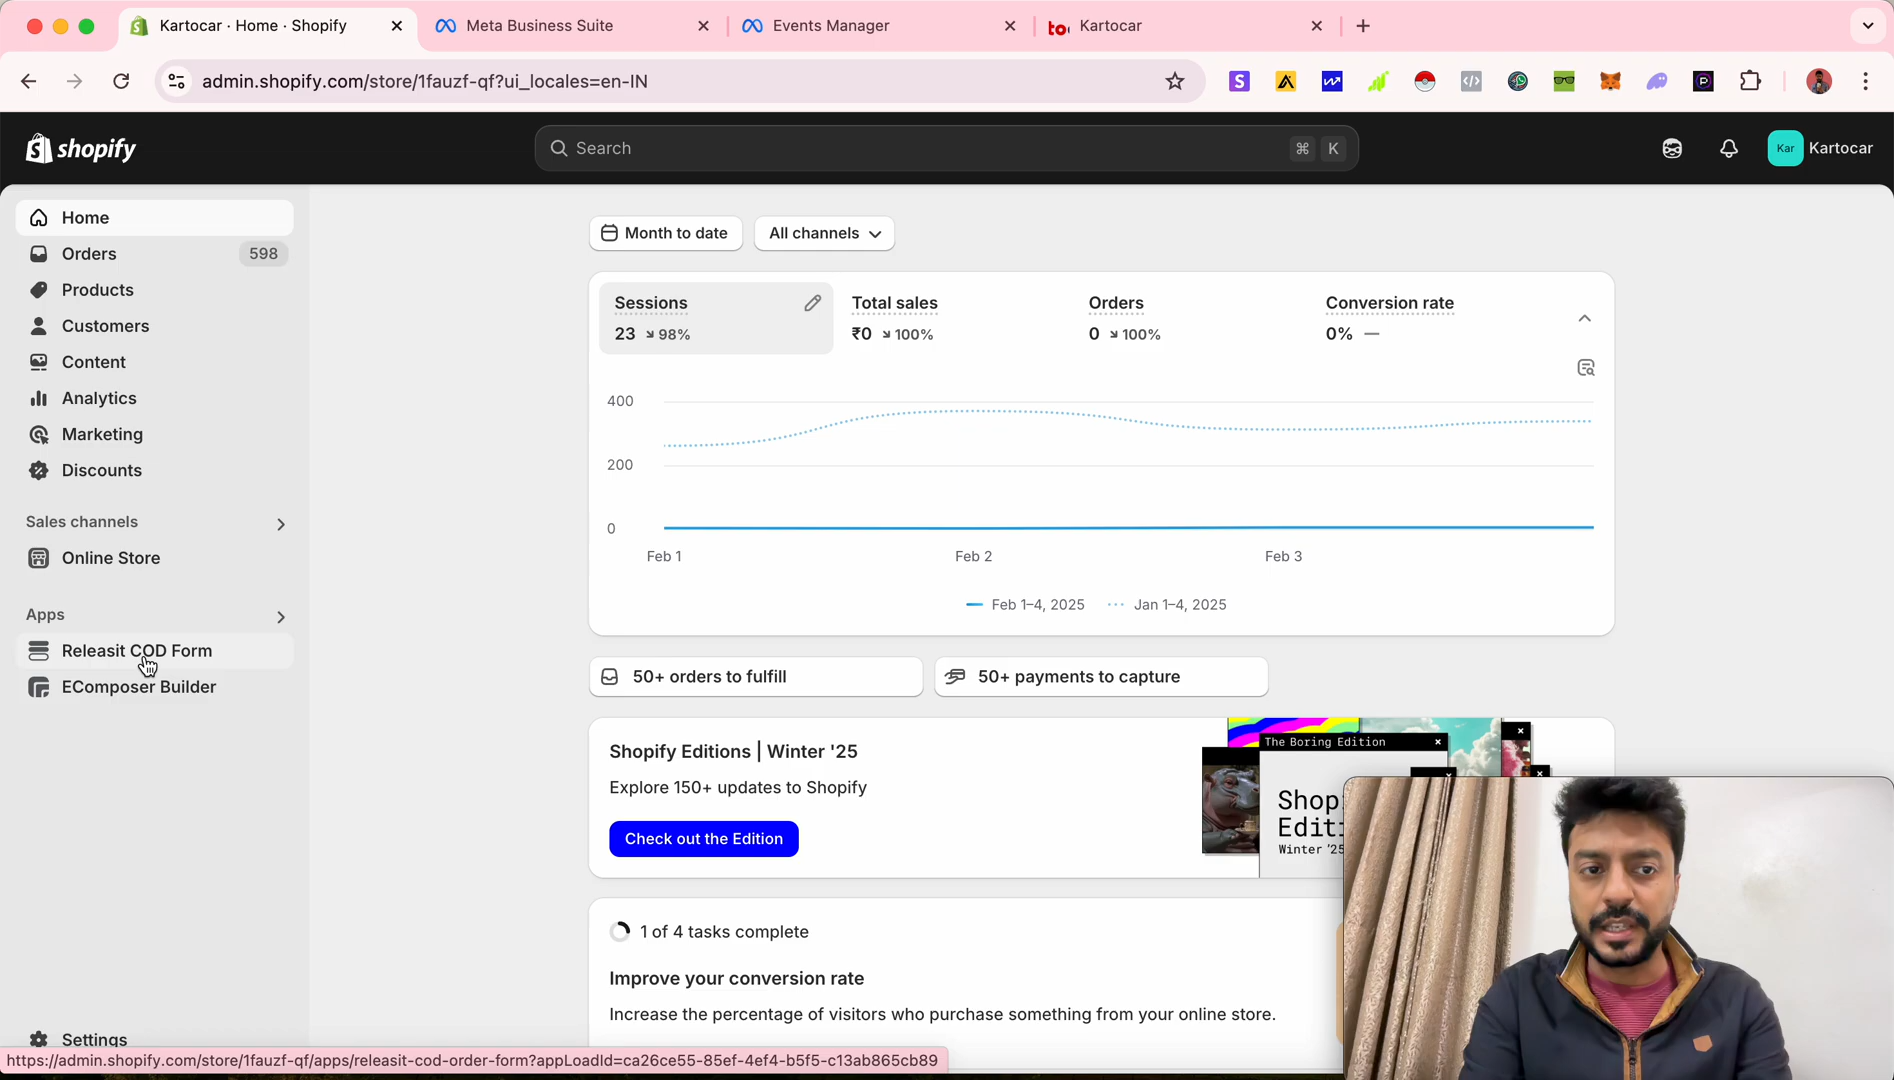 Kartocar · Home · Shopify
Meta Business Suite
Events Manager
Kartocar
admin.shopify.com/store/1fauzf-qf?ui_locales=en-IN
shopify
Search
⌘ K
Kar
Kartocar
Home
Orders 598
Products
Customers
Content
Analytics
Marketing
Discounts
Sales channels
Online Store
Apps
Releasit COD Form
EComposer Builder
Settings
Month to date
All channels
Sessions
23 98%
Total sales
₹0 100%
Orders
0 100%
Conversion rate
0% —
400
200
0
Feb 1
Feb 2
Feb 3
Feb 1–4, 2025
Jan 1–4, 2025
50+ orders to fulfill
50+ payments to capture
Shopify Editions | Winter '25
Explore 150+ updates to Shopify
Check out the Edition
The Boring Edition
Shop
Editi
Winter '25
1 of 4 tasks complete
Improve your conversion rate
Increase the percentage of visitors who purchase something from your online store.
https://admin.shopify.com/store/1fauzf-qf/apps/releasit-cod-order-form?appLoadId=ca26ce55-85ef-4ef4-b5f5-c13ab865cb89